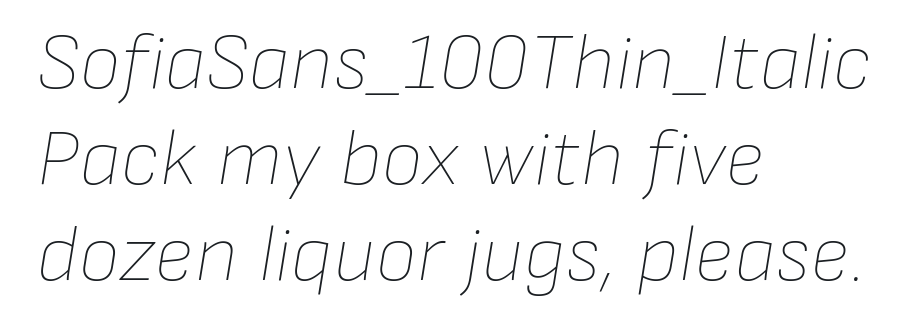 SofiaSans_100Thin_Italic
Pack my box with five
dozen liquor jugs, please.